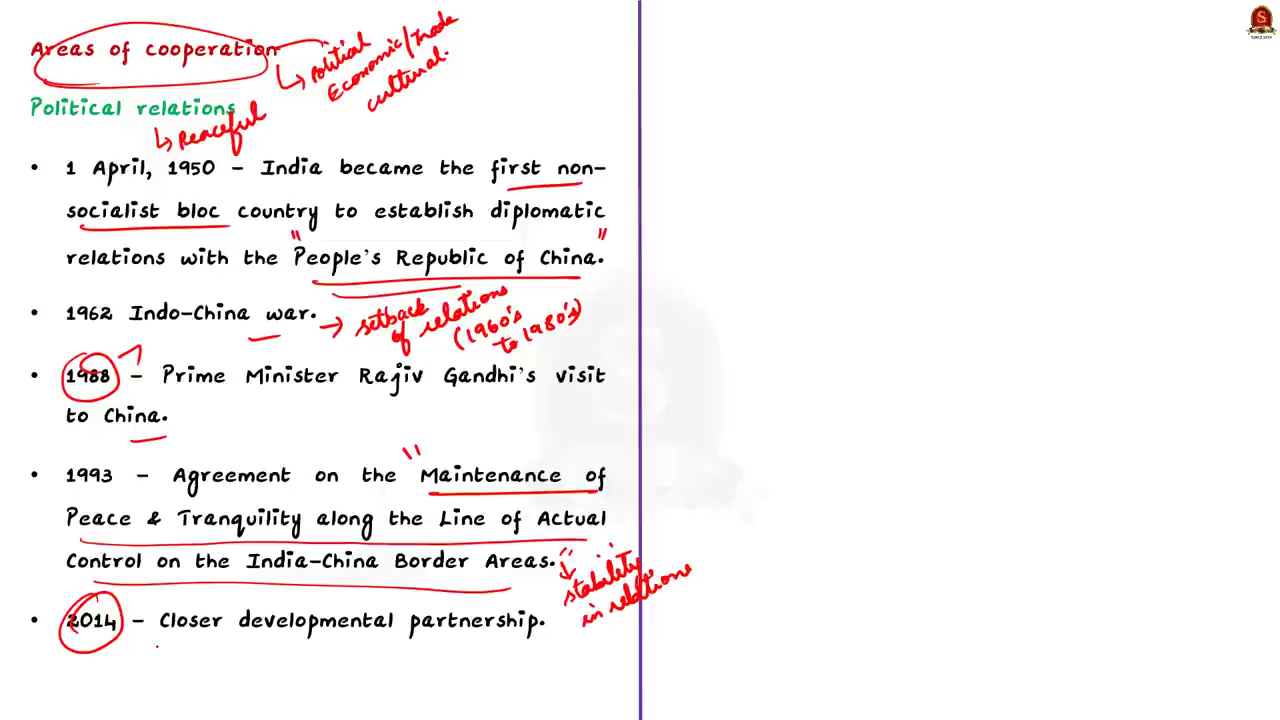 Areas of cooperation
Political
Economic/Trade
cultural.
Political relations
Peaceful
• 1 April, 1950 – India became the first non-
socialist bloc country to establish diplomatic
relations with the "People's Republic of China."
• 1962 Indo-China war. → setback
of relations
(1960's
to 1980's)
• 1988 – Prime Minister Rajiv Gandhi's visit
to China.
• 1993 – Agreement on the "Maintenance of
Peace & Tranquility along the Line of Actual
Control on the India-China Border Areas."
stability
in relations
• 2014 – Closer developmental partnership.
S